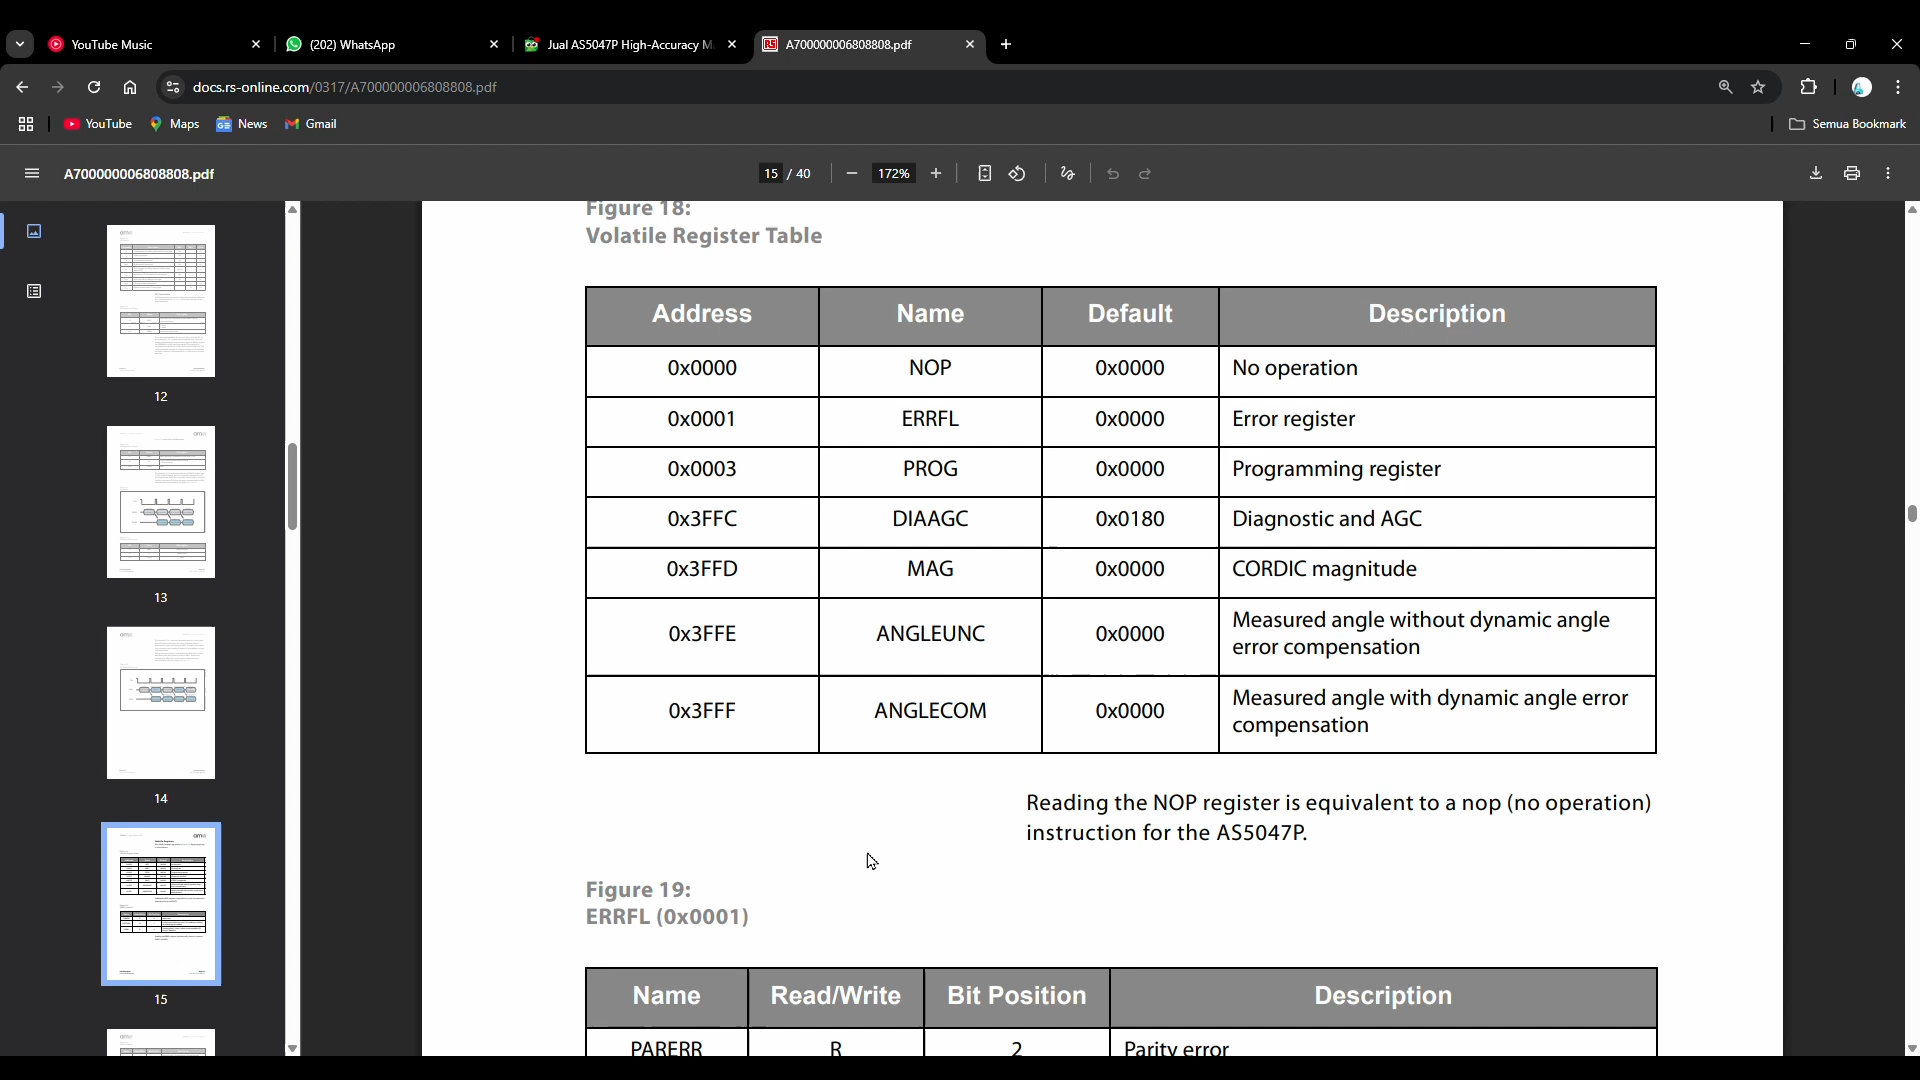 YouTube Music
(202) WhatsApp
Jual AS5047P High-Accuracy M
A700000006808808.pdf
docs.rs-online.com/0317/A700000006808808.pdf
YouTube
Maps
News
Gmail
Semua Bookmark
A700000006808808.pdf
15 / 40
172%
12
13
14
15
Figure 18:
Volatile Register Table
Address Name Default Description
0x0000 NOP 0x0000 No operation
0x0001 ERRFL 0x0000 Error register
0x0003 PROG 0x0000 Programming register
0x3FFC DIAAGC 0x0180 Diagnostic and AGC
0x3FFD MAG 0x0000 CORDIC magnitude
0x3FFE ANGLEUNC 0x0000 Measured angle without dynamic angle
error compensation
0x3FFF ANGLECOM 0x0000 Measured angle with dynamic angle error
compensation
Reading the NOP register is equivalent to a nop (no operation)
instruction for the AS5047P.
Figure 19:
ERRFL (0x0001)
Name Read/Write Bit Position Description
PARERR R 2 Parity error